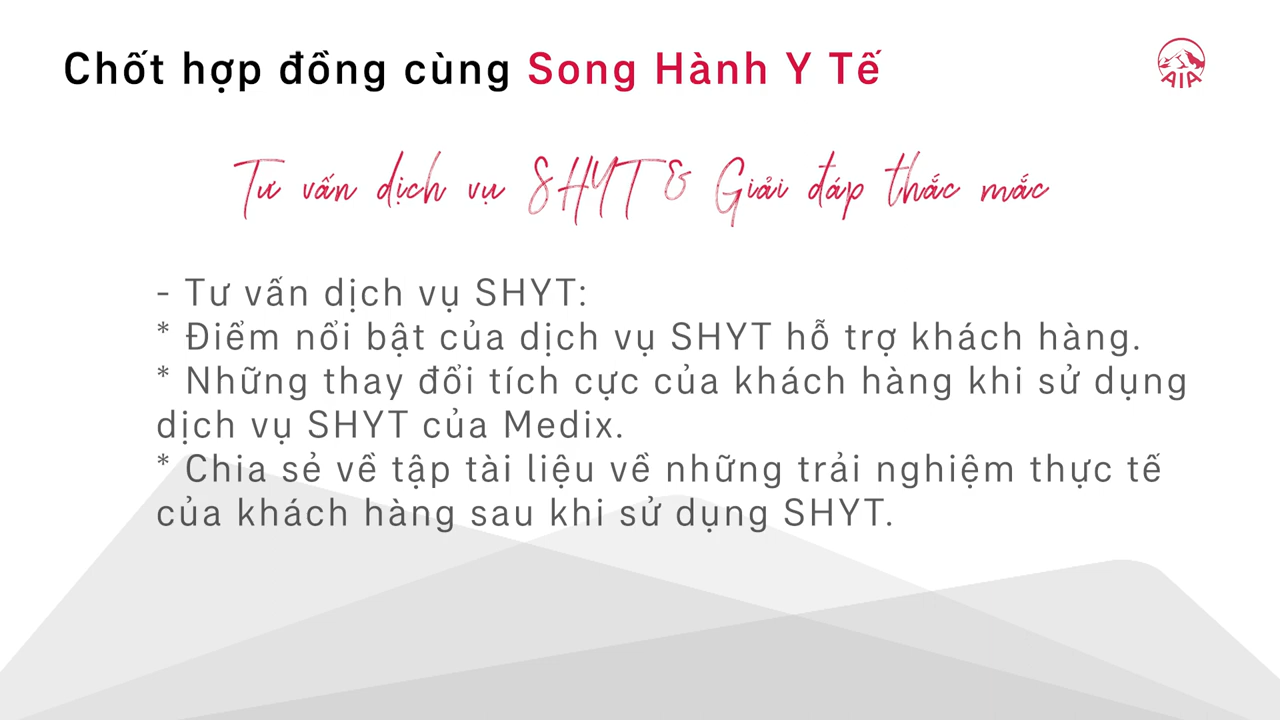 Chốt hợp đồng cùng Song Hành Y Tế
AIA
Tư vấn dịch vụ SHYT & Giải đáp thắc mắc
- Tư vấn dịch vụ SHYT:
* Điểm nổi bật của dịch vụ SHYT hỗ trợ khách hàng.
* Những thay đổi tích cực của khách hàng khi sử dụng
dịch vụ SHYT của Medix.
* Chia sẻ về tập tài liệu về những trải nghiệm thực tế
của khách hàng sau khi sử dụng SHYT.